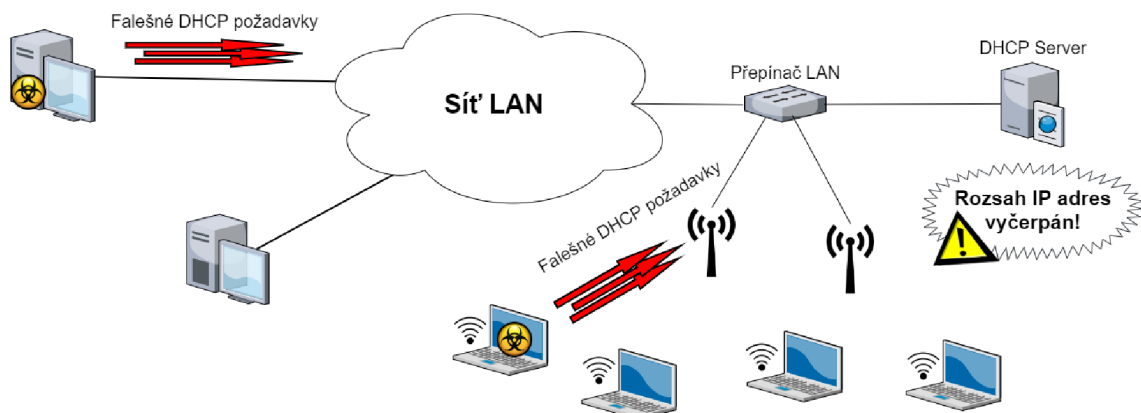 Falešné DHCP požadavky
DHCP Server
Přepínač LAN
Síť LAN
Falešné DHCP požadavky
Rozsah IP adres
vyčerpán!